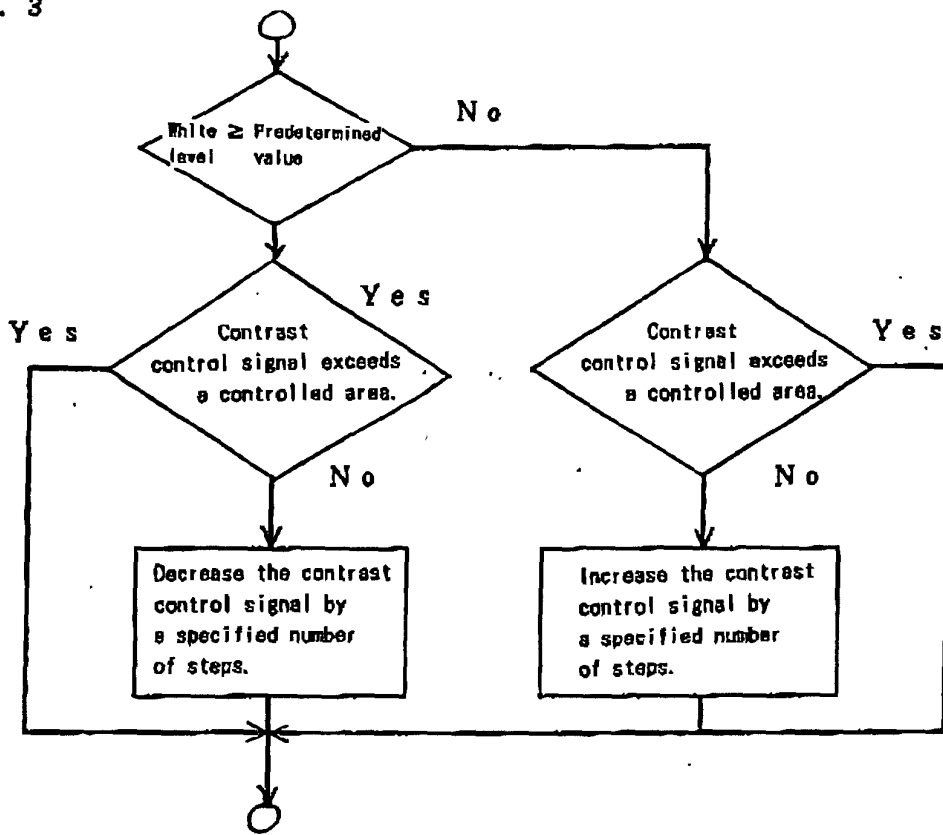 . 3
No
White ≥ Predetermined
level value
Yes
Yes
Contrast
control signal exceeds
a controlled area.
Contrast
control signal exceeds
a controlled area.
Yes
No
No
Decrease the contrast
control signal by
a specified number
of steps.
Increase the contrast
control signal by
a specified number
of steps.